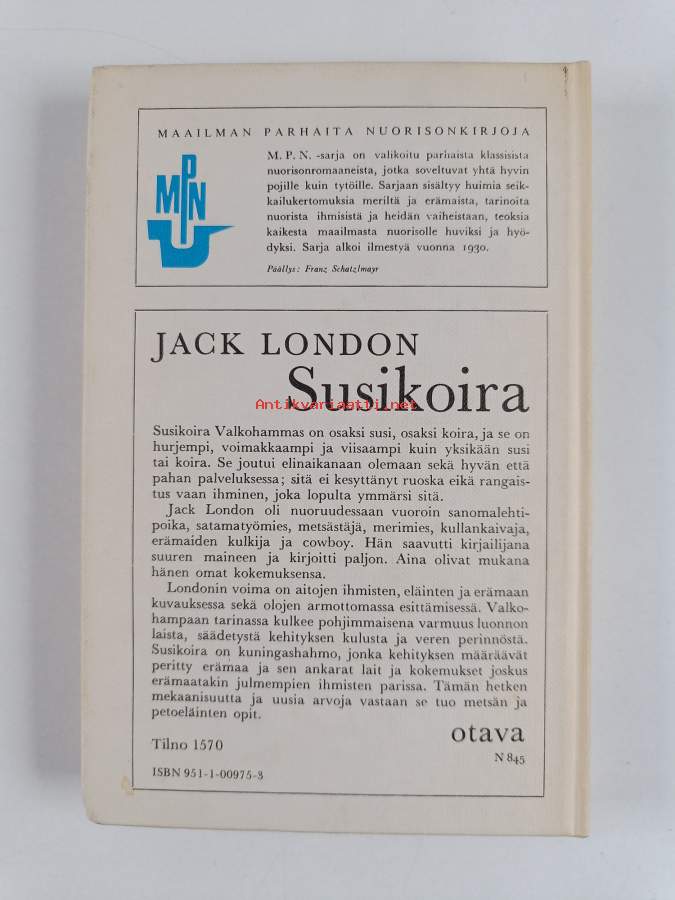 MAAILMAN PARHAITA NUORISONKIRJOJA
MPN
M. P. N. -sarja on valikoitu parhaista klassisista
nuorisonromaaneista, jotka soveltuvat yhtä hyvin
pojille kuin tytöille. Sarjaan sisältyy huimia seik-
kailukertomuksia meriltä ja erämaista, tarinoita
nuorista ihmisistä ja heidän vaiheistaan, teoksia
kaikesta maailmasta nuorisolle huviksi ja hyö-
dyksi. Sarja alkoi ilmestyä vuonna 1930.
Päällys: Franz Schatzlmayr
JACK LONDON
Susikoira
Antikvariaatti.net
Susikoira Valkohammas on osaksi susi, osaksi koira, ja se on
hurjempi, voimakkaampi ja viisaampi kuin yksikään susi
tai koira. Se joutui elinaikanaan olemaan sekä hyvän että
pahan palveluksessa; sitä ei kesyttänyt ruoska eikä rangais-
tus vaan ihminen, joka lopulta ymmärsi sitä.
Jack London oli nuoruudessaan vuoroin sanomalehti-
poika, satamatyömies, metsästäjä, merimies, kullankaivaja,
erämaiden kulkija ja cowboy. Hän saavutti kirjailijana
suuren maineen ja kirjoitti paljon. Aina olivat mukana
hänen omat kokemuksensa.
Londonin voima on aitojen ihmisten, eläinten ja erämaan
kuvauksessa sekä olojen armottomassa esittämisessä. Valko-
hampaan tarinassa kulkee pohjimmaisena varmuus luonnon
laista, säädetystä kehityksen kulusta ja veren perinnöstä.
Susikoira on kuningashahmo, jonka kehityksen määräävät
peritty erämaa ja sen ankarat lait ja kokemukset joskus
erämaatakin julmempien ihmisten parissa. Tämän hetken
mekaanisuutta ja uusia arvoja vastaan se tuo metsän ja
petoeläinten opit.
otava
Tilno 1570
N 845
ISBN 951-1-00975-3